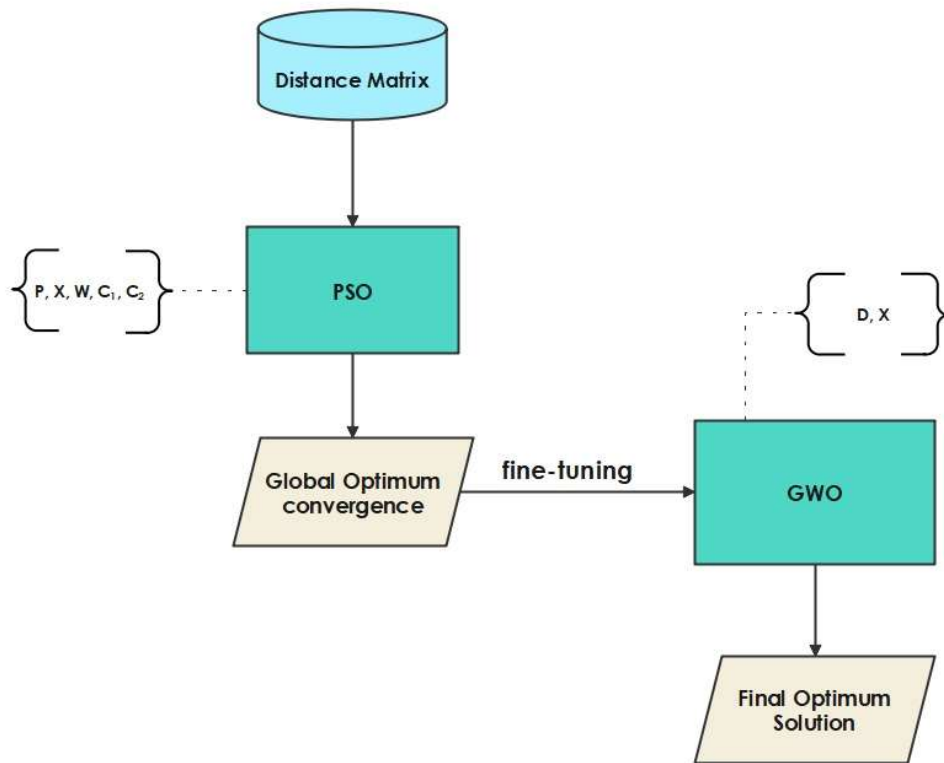 Distance Matrix
PSO
P, X, W, C₁, C₂
D, X
Global Optimum
convergence
fine-tuning
GWO
Final Optimum
Solution